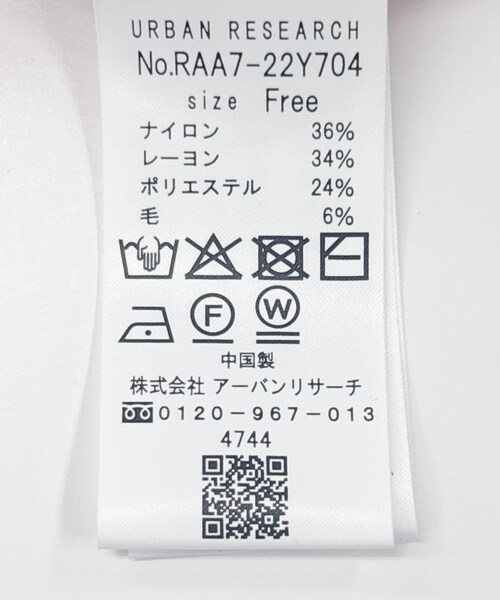 URBAN RESEARCH
No.RAA7-22Y704
size Free
ナイロン 36%
レーヨン 34%
ポリエステル 24%
毛 6%
F W
中国製
株式会社 アーバンリサーチ
0120-967-013
4744